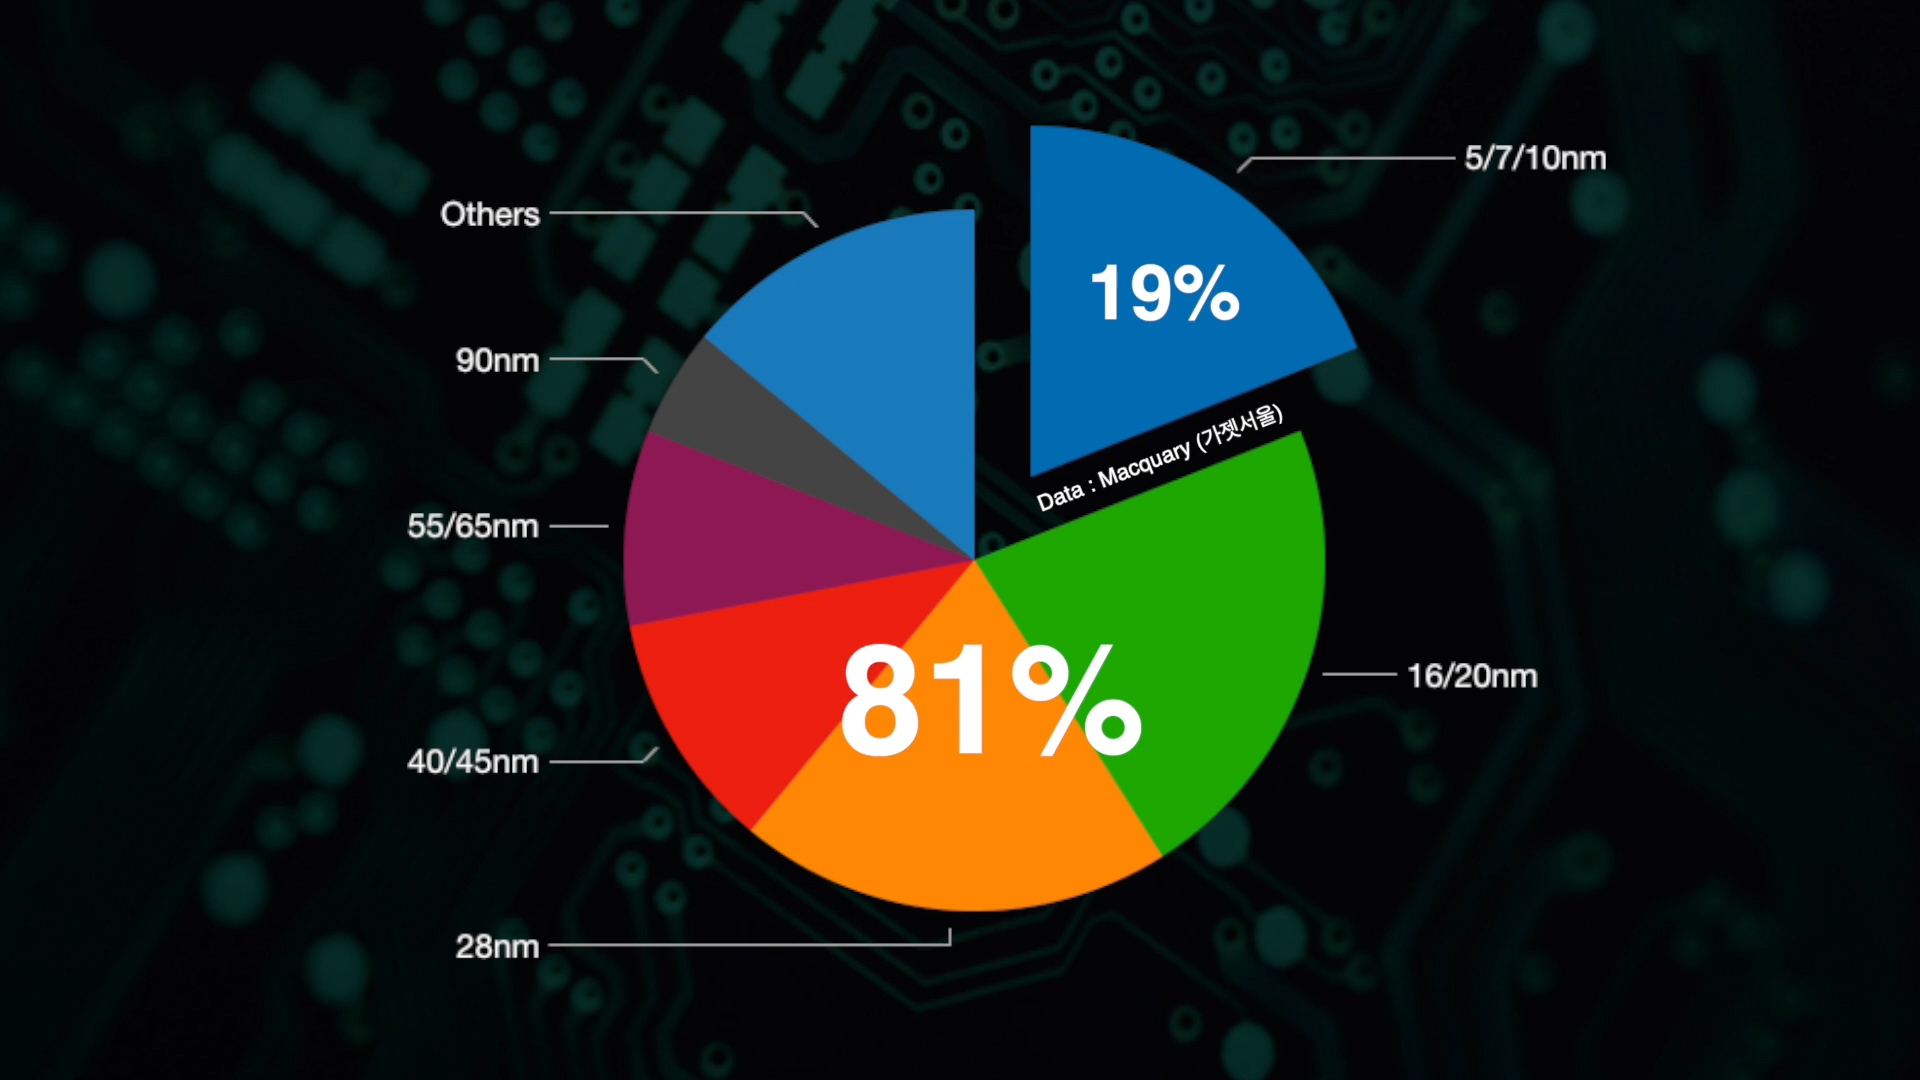 5/7/10nm
Others
19%
90nm
Data : Macquary (가젯서울)
55/65nm
81%
16/20nm
40/45nm
28nm